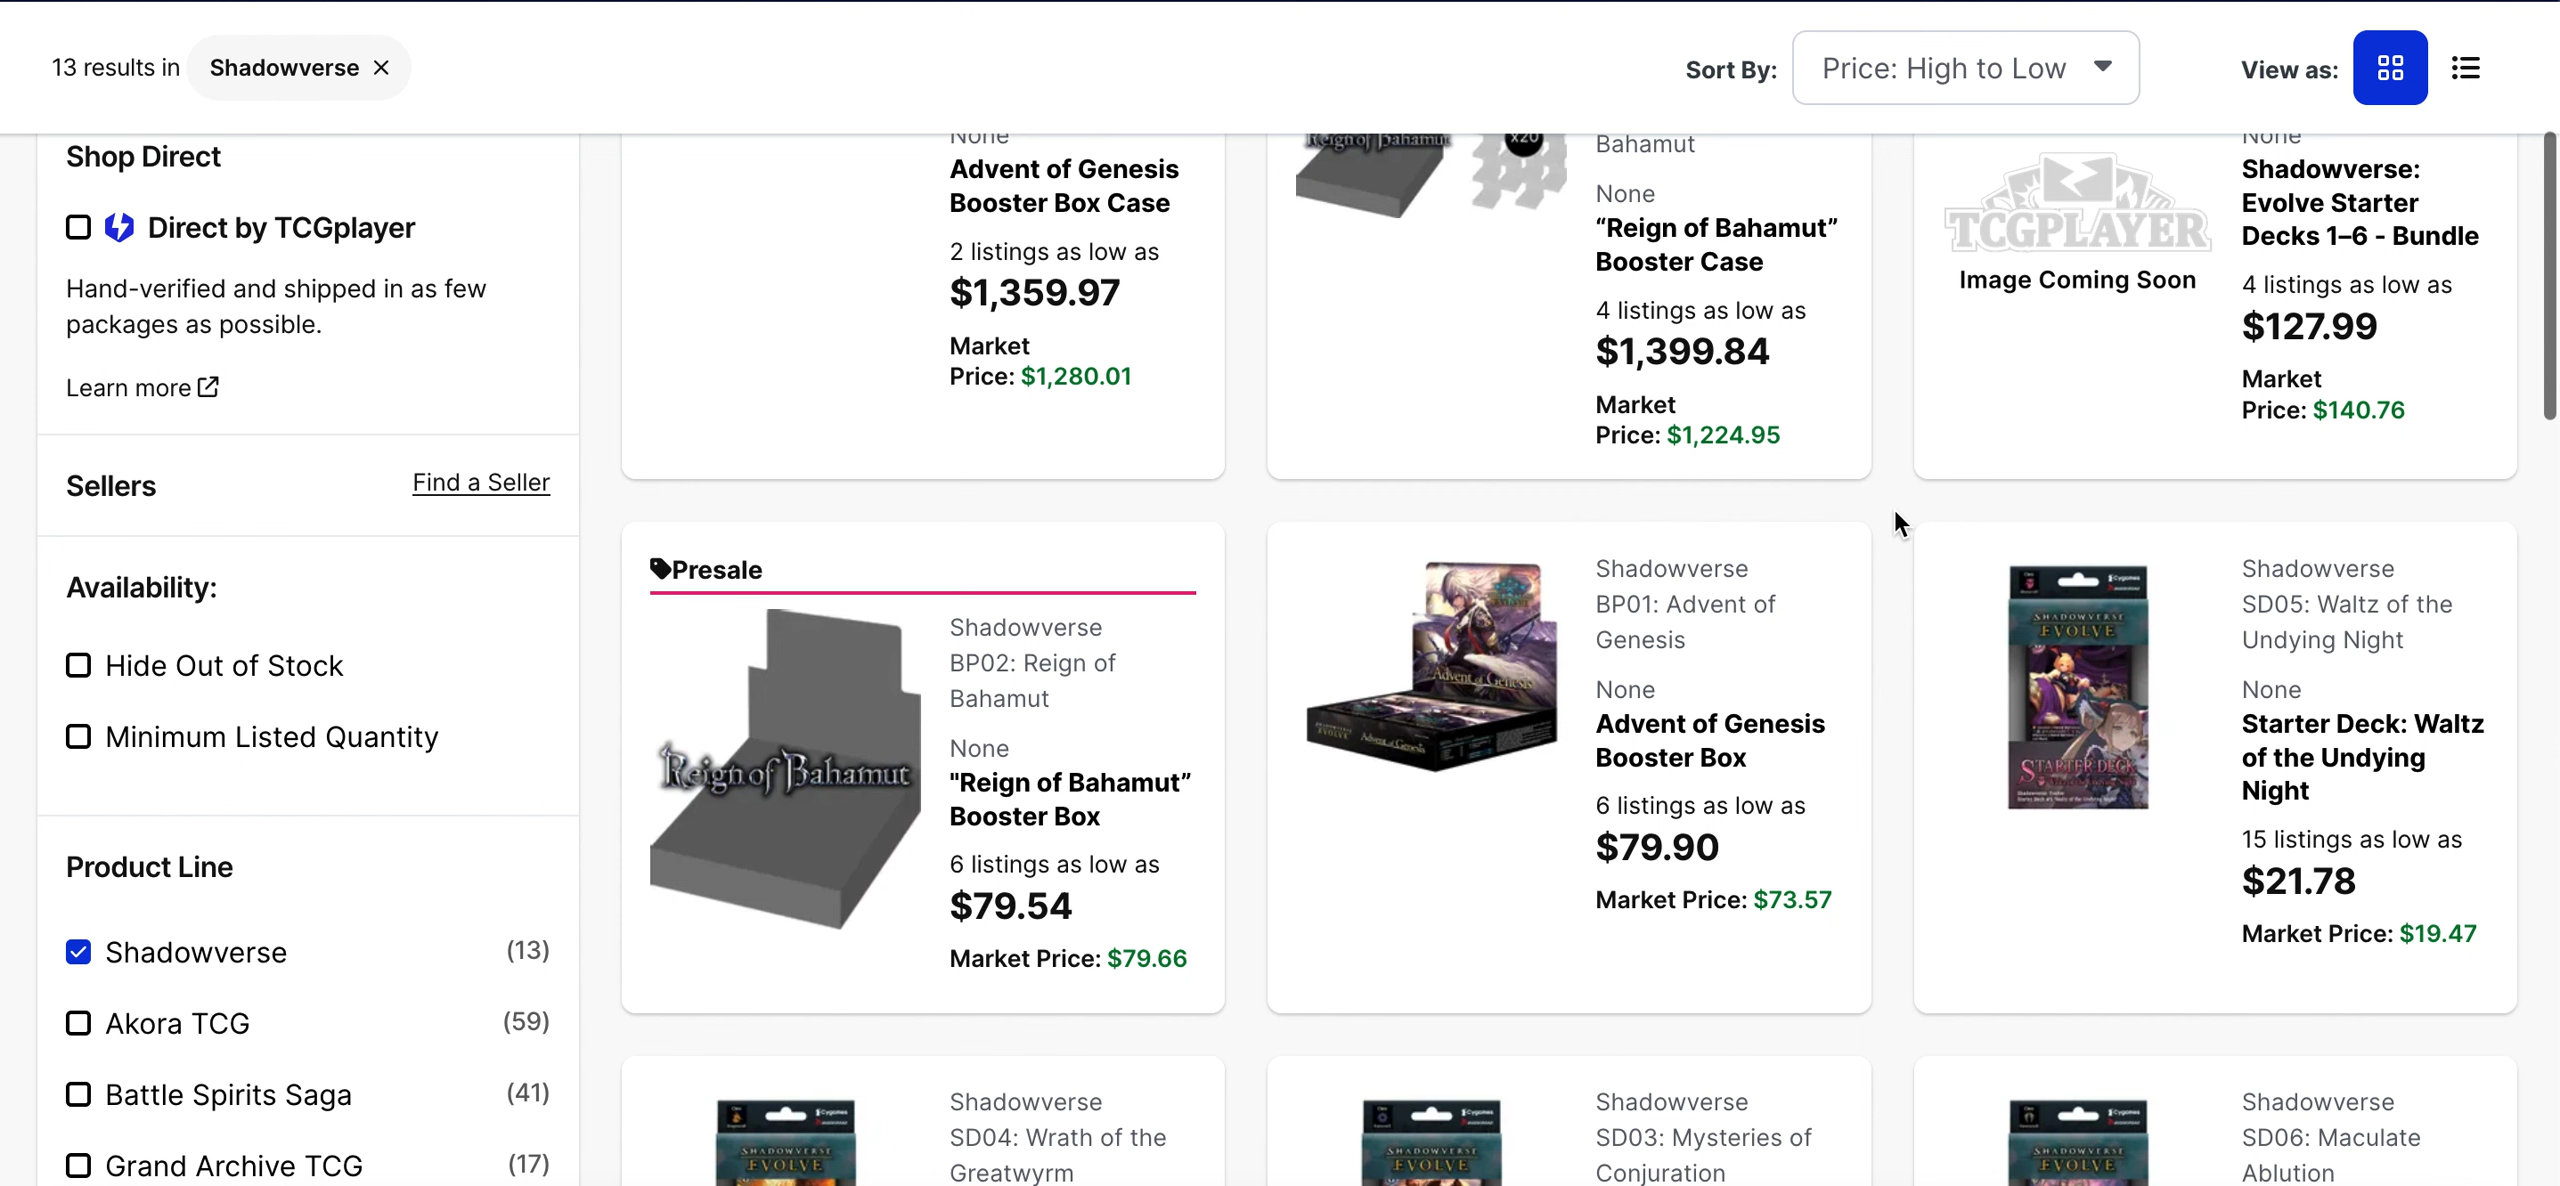 13 results in Shadowverse ×
Sort By: Price: High to Low
View as:
Shop Direct
Direct by TCGplayer
Hand-verified and shipped in as few
packages as possible.
Learn more
Sellers
Find a Seller
Availability:
Hide Out of Stock
Minimum Listed Quantity
Product Line
Shadowverse (13)
Akora TCG (59)
Battle Spirits Saga (41)
Grand Archive TCG (17)
None
Advent of Genesis
Booster Box Case
2 listings as low as
$1,359.97
Market
Price: $1,280.01
Reign of Bahamut
x20
Bahamut
None
“Reign of Bahamut”
Booster Case
4 listings as low as
$1,399.84
Market
Price: $1,224.95
TCGPLAYER
Image Coming Soon
None
Shadowverse:
Evolve Starter
Decks 1–6 - Bundle
4 listings as low as
$127.99
Market
Price: $140.76
Presale
Reign of Bahamut
Shadowverse
BP02: Reign of
Bahamut
None
"Reign of Bahamut”
Booster Box
6 listings as low as
$79.54
Market Price: $79.66
Advent of Genesis
Advent of Genesis
Shadowverse
BP01: Advent of
Genesis
None
Advent of Genesis
Booster Box
6 listings as low as
$79.90
Market Price: $73.57
SHADOWVERSE
EVOLVE
STARTER DECK
Shadowverse
SD05: Waltz of the
Undying Night
None
Starter Deck: Waltz
of the Undying
Night
15 listings as low as
$21.78
Market Price: $19.47
SHADOWVERSE
EVOLVE
Shadowverse
SD04: Wrath of the
Greatwyrm
SHADOWVERSE
EVOLVE
Shadowverse
SD03: Mysteries of
Conjuration
SHADOWVERSE
EVOLVE
Shadowverse
SD06: Maculate
Ablution